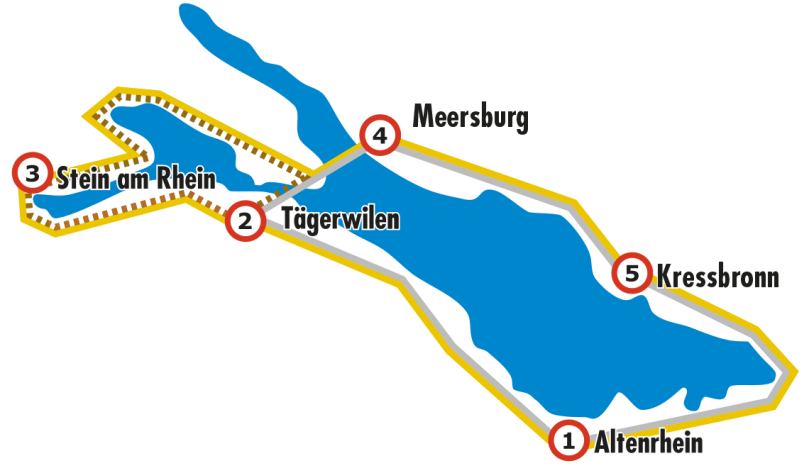 4 Meersburg
3 Stein am Rhein
2 Tägerwilen
5 Kressbronn
1 Altenrhein